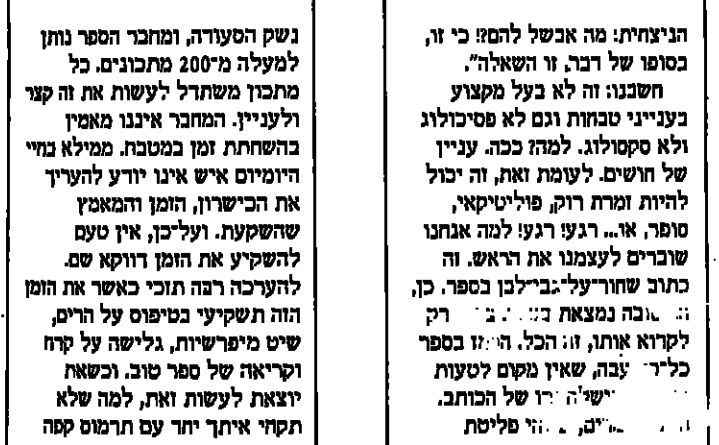 הניצחית: מה אבשל להם?! כי זו,
בסופו של דבר, זו השאלה".
חשבנו: זה לא בעל מקצוע
בענייני טבחות וגם לא פסיכולוג
ולא סקסולוג. למה? ככה. עניין
של חושים. לעומת זאת, זה יכול
להיות זמרת רוק, פוליטיקאי,
סופר, או... רגע! רגע! למה אנחנו
שוברים לעצמנו את הראש. זה
כתוב שחור־על־גבי־לבן בספר. כן,
נמצאת רק
לקרוא אותו, זה הכל. בספר
שאין מקום לטעות
של הכותב.
פליטת
נשק הסעודה, ומחבר הספר נותן
למעלה מ־200 מתכונים. כל
מתכון משתדל לעשות את זה קצר
ולעניין. המחבר איננו מאמין
בהשחתת זמן במטבח. ממילא בחיי
היומיום איש אינו יודע להעריך
את הכישרון, הזמן והמאמץ
שהשקעת. ועל־כן, אין טעם
להשקיע את הזמן דווקא שם.
להערכה רבה תזכי כאשר את הזמן
הזה תשקיעי בטיפוס על הרים,
שיט מיפרשיות, גלישה על קרח
וקריאה של ספר טוב. וכשאת
יוצאת לעשות זאת, למה שלא
תקחי איתך יחד עם תרמוס קפה